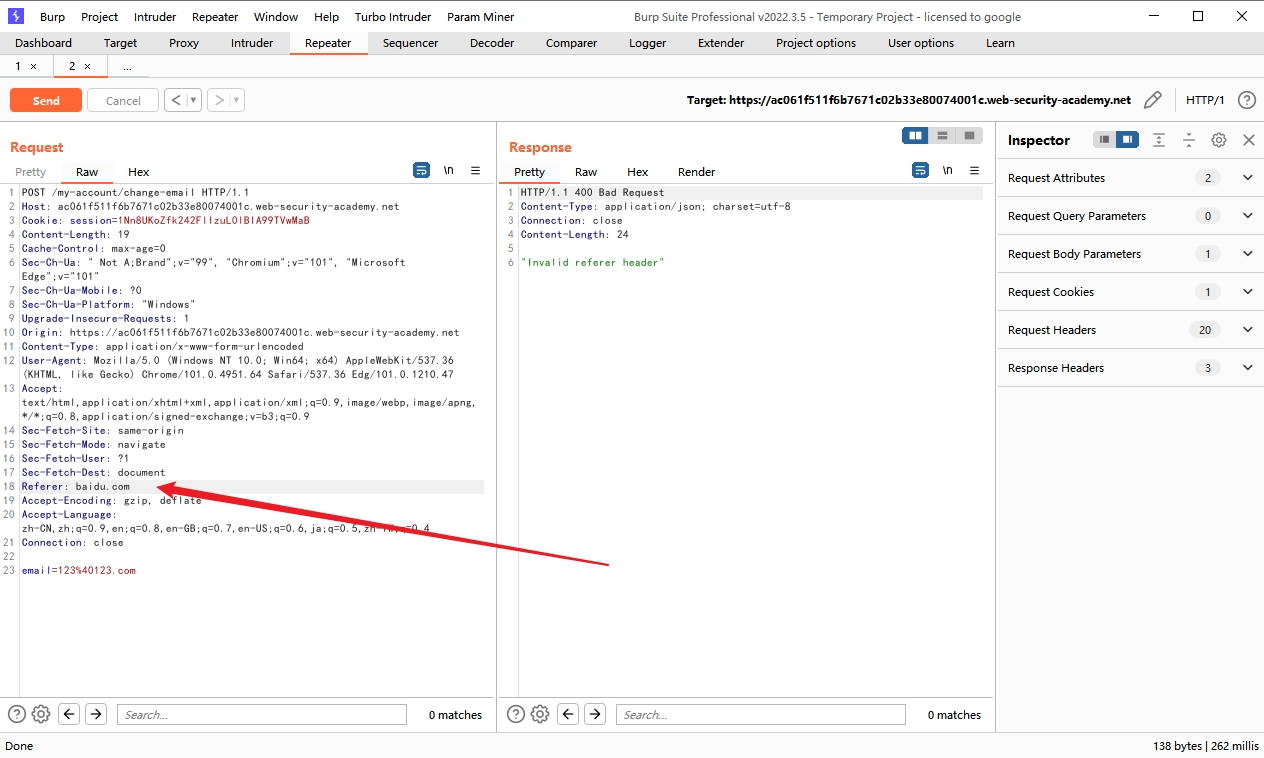 Burp Project Intruder Repeater Window Help Turbo Intruder Param Miner Burp Suite Professional v2022.3.5 - Temporary Project - licensed to google
Dashboard Target Proxy Intruder Repeater Sequencer Decoder Comparer Logger Extender Project options User options Learn
1 × 2 × ...
Send Cancel < > Target: https://ac061f511f6b7671c02b33e80074001c.web-security-academy.net HTTP/1 ?
Request
Pretty Raw Hex \n
1 POST /my-account/change-email HTTP/1.1
2 Host: ac061f511f6b7671c02b33e80074001c.web-security-academy.net
3 Cookie: session=
4 Content-Length: 19
5 Cache-Control: max-age=0
6 Sec-Ch-Ua: " Not A;Brand";v="99", "Chromium";v="101", "Microsoft
Edge";v="101"
7 Sec-Ch-Ua-Mobile: ?0
8 Sec-Ch-Ua-Platform: "Windows"
9 Upgrade-Insecure-Requests: 1
10 Origin: https://ac061f511f6b7671c02b33e80074001c.web-security-academy.net
11 Content-Type: application/x-www-form-urlencoded
12 User-Agent: Mozilla/5.0 (Windows NT 10.0; Win64; x64) AppleWebKit/537.36
(KHTML, like Gecko) Chrome/101.0.4951.64 Safari/537.36 Edg/101.0.1210.47
13 Accept:
text/html,application/xhtml+xml,application/xml;q=0.9,image/webp,image/apng,
*/*;q=0.8,application/signed-exchange;v=b3;q=0.9
14 Sec-Fetch-Site: same-origin
15 Sec-Fetch-Mode: navigate
16 Sec-Fetch-User: ?1
17 Sec-Fetch-Dest: document
18 Referer: baidu.com
19 Accept-Encoding: gzip, deflate
20 Accept-Language:
zh-CN,zh;q=0.9,en;q=0.8,en-GB;q=0.7,en-US;q=0.6,ja;q=0.5,zh-TW;q=0.4
21 Connection: close
22
23 email=123%40123.com
? Search... 0 matches
Response
Pretty Raw Hex Render \n
1 HTTP/1.1 400 Bad Request
2 Content-Type: application/json; charset=utf-8
3 Connection: close
4 Content-Length: 24
5
6 "Invalid referer header"
? Search... 0 matches
Inspector
Request Attributes 2
Request Query Parameters 0
Request Body Parameters 1
Request Cookies 1
Request Headers 20
Response Headers 3
Done 138 bytes | 262 millis